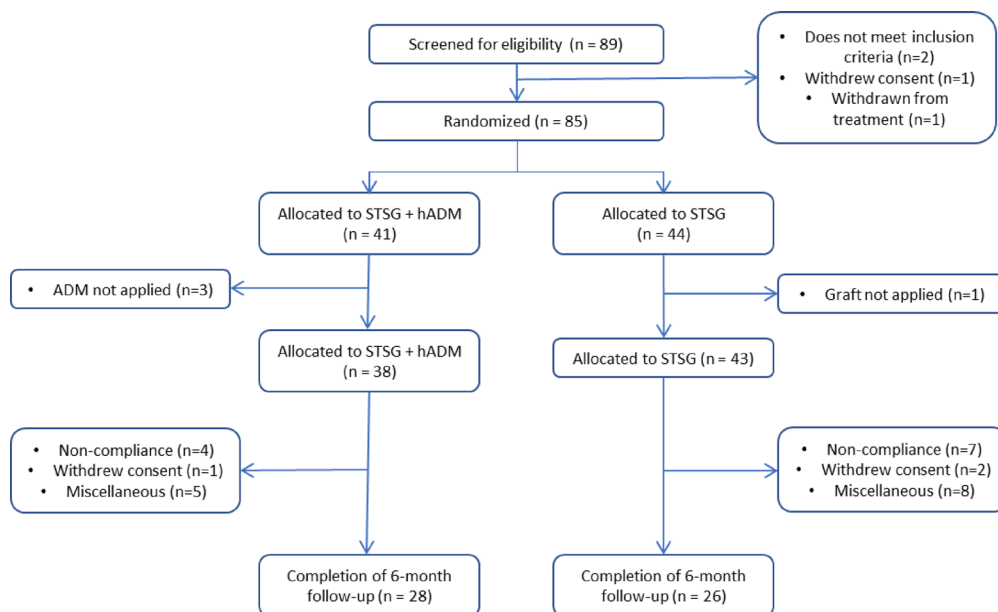 Screened for eligibility (n = 89)
• Does not meet inclusion
criteria (n=2)
• Withdrew consent (n=1)
• Withdrawn from
treatment (n=1)
Randomized (n = 85)
Allocated to STSG + hADM
(n = 41)
Allocated to STSG
(n = 44)
• ADM not applied (n=3)
• Graft not applied (n=1)
Allocated to STSG + hADM
(n = 38)
Allocated to STSG (n = 43)
• Non-compliance (n=4)
• Withdrew consent (n=1)
• Miscellaneous (n=5)
• Non-compliance (n=7)
• Withdrew consent (n=2)
• Miscellaneous (n=8)
Completion of 6-month
follow-up (n = 28)
Completion of 6-month
follow-up (n = 26)